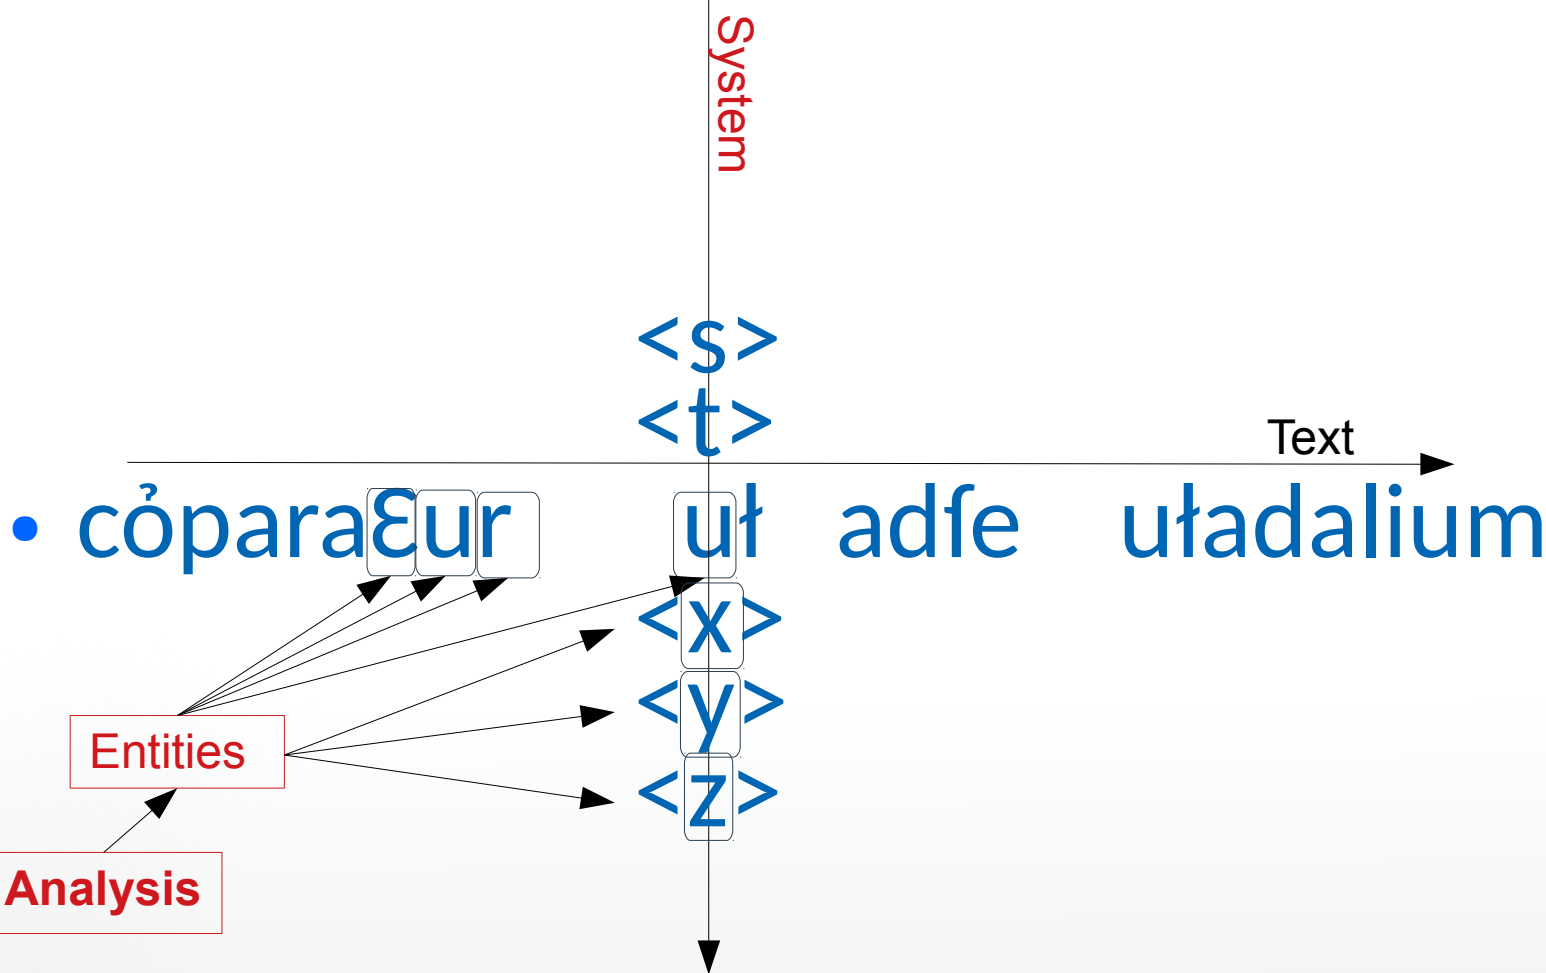 System
<s>
<t>
Text
• cỏparaƐur uł adſe uładalium
<x>
<y>
Entities
<z>
Analysis